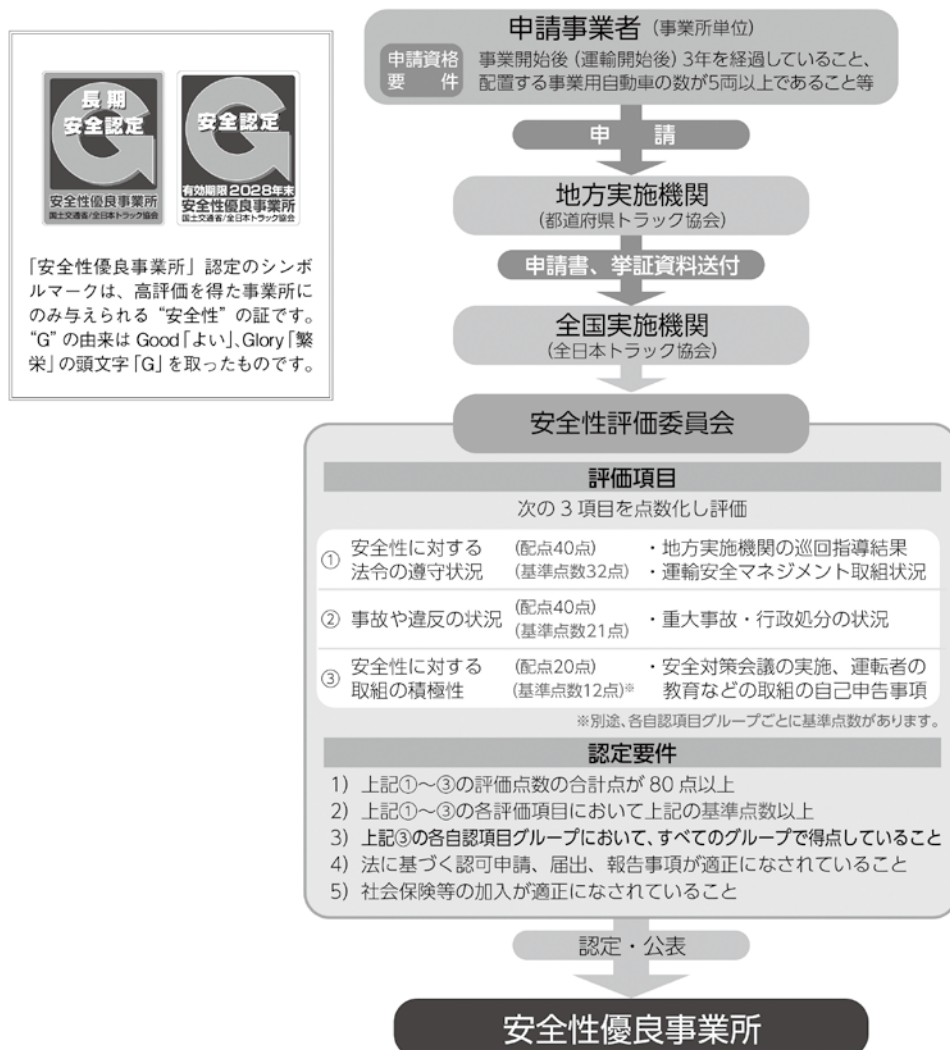 長期
安全認定
安全性優良事業所
国土交通省/全日本トラック協会
安全認定
有効期限2028年末
安全性優良事業所
国土交通省/全日本トラック協会
「安全性優良事業所」認定のシンボ
ルマークは、高評価を得た事業所に
のみ与えられる“安全性”の証です。
“G”の由来は Good「よい」、Glory「繁
栄」の頭文字「G」を取ったものです。
申請事業者（事業所単位）
申請資格
要件
事業開始後（運輸開始後）3年を経過していること、
配置する事業用自動車の数が5両以上であること等
申請
地方実施機関
（都道府県トラック協会）
申請書、挙証資料送付
全国実施機関
（全日本トラック協会）
安全性評価委員会
評価項目
次の3項目を点数化し評価
① 安全性に対する
法令の遵守状況
（配点40点）
（基準点数32点）
・地方実施機関の巡回指導結果
・運輸安全マネジメント取組状況
② 事故や違反の状況
（配点40点）
（基準点数21点）
・重大事故・行政処分の状況
③ 安全性に対する
取組の積極性
（配点20点）
（基準点数12点）※
・安全対策会議の実施、運転者の
教育などの取組の自己申告事項
※別途、各自認項目グループごとに基準点数があります。
認定要件
1）上記①～③の評価点数の合計点が 80 点以上
2）上記①～③の各評価項目において上記の基準点数以上
3）上記③の各自認項目グループにおいて、すべてのグループで得点していること
4）法に基づく認可申請、届出、報告事項が適正になされていること
5）社会保険等の加入が適正になされていること
認定・公表
安全性優良事業所